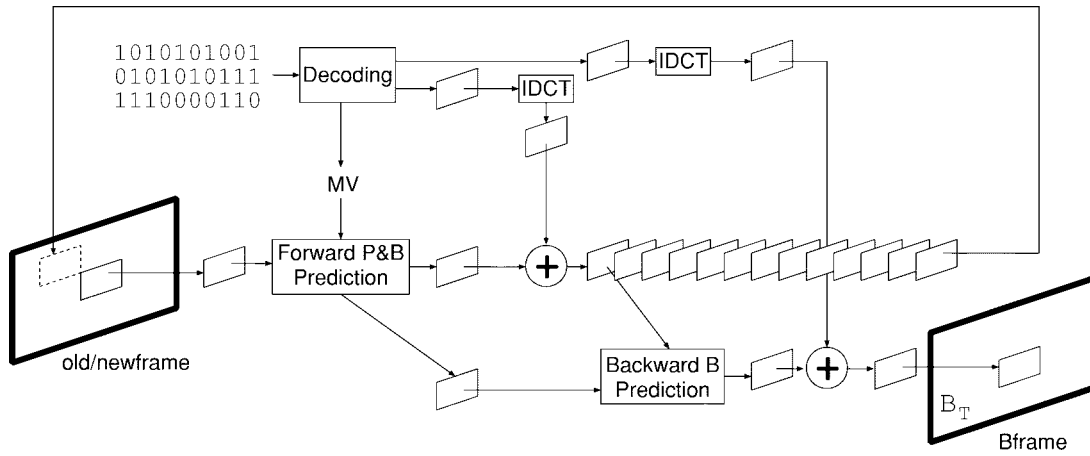 1010101001
0101010111
1110000110
Decoding
IDCT
IDCT
MV
Forward P&B
Prediction
+
old/newframe
Backward B
Prediction
+
B_T
Bframe